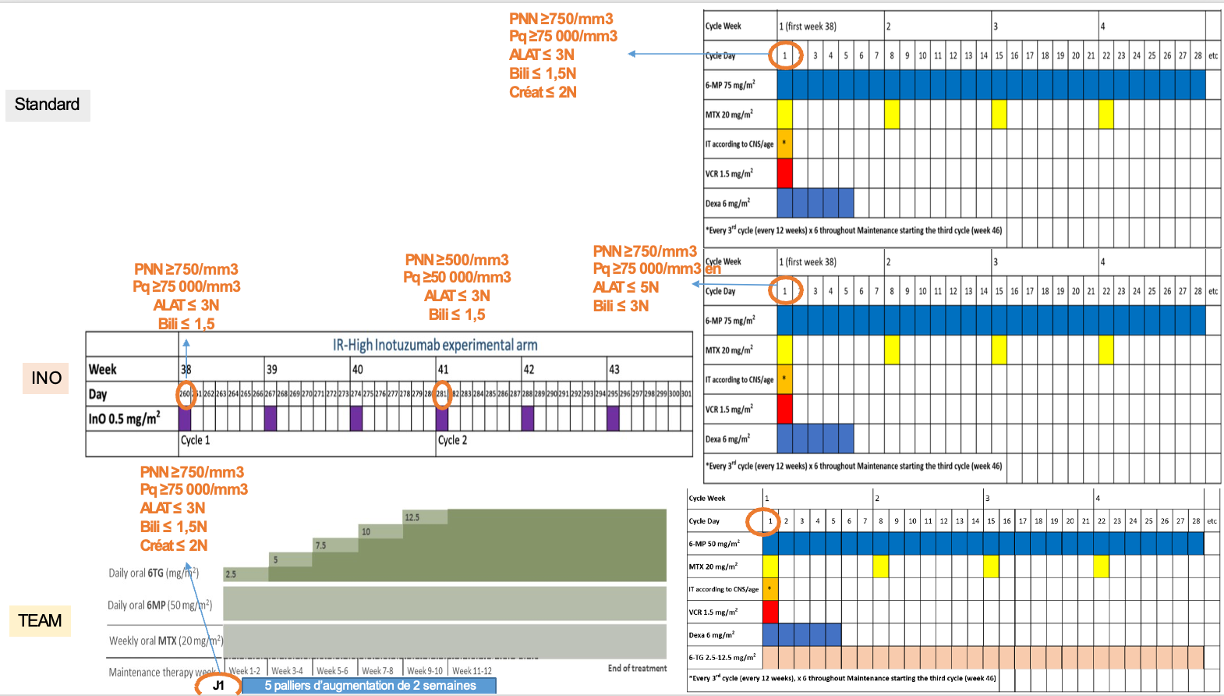 Standard
PNN ≥750/mm3
Pq ≥75 000/mm3
ALAT ≤ 3N
Bili ≤ 1,5N
Créat ≤ 2N
Cycle Week 1 (first week 38) 2 3 4
Cycle Day 1 3 4 5 6 7 8 9 10 11 12 13 14 15 16 17 18 19 20 21 22 23 24 25 26 27 28 etc
6-MP 75 mg/m²
MTX 20 mg/m²
IT according to CNS/age *
VCR 1.5 mg/m²
Dexa 6 mg/m²
*Every 3rd cycle (every 12 weeks) x 6 throughout Maintenance starting the third cycle (week 46)
INO
PNN ≥750/mm3
Pq ≥75 000/mm3
ALAT ≤ 3N
Bili ≤ 1,5
PNN ≥500/mm3
Pq ≥50 000/mm3
ALAT ≤ 3N
Bili ≤ 1,5
IR-High Inotuzumab experimental arm
Week 38 39 40 41 42 43
Day 260 261 262 263 264 265 266 267 268 269 270 271 272 273 274 275 276 277 278 279 280 281 282 283 284 285 286 287 288 289 290 291 292 293 294 295 296 297 298 299 300 301
InO 0.5 mg/m²
Cycle 1 Cycle 2
PNN ≥750/mm3
Pq ≥75 000/mm3 en
ALAT ≤ 5N
Bili ≤ 3N
Cycle Week 1 (first week 38) 2 3 4
Cycle Day 1 3 4 5 6 7 8 9 10 11 12 13 14 15 16 17 18 19 20 21 22 23 24 25 26 27 28 etc
6-MP 75 mg/m²
MTX 20 mg/m²
IT according to CNS/age *
VCR 1.5 mg/m²
Dexa 6 mg/m²
*Every 3rd cycle (every 12 weeks) x 6 throughout Maintenance starting the third cycle (week 46)
TEAM
PNN ≥750/mm3
Pq ≥75 000/mm3
ALAT ≤ 3N
Bili ≤ 1,5N
Créat ≤ 2N
12.5
10
7.5
5
Daily oral 6TG (mg/m²) 2.5
Daily oral 6MP (50 mg/m²)
Weekly oral MTX (20 mg/m²)
Maintenance therapy week Week 1-2 Week 3-4 Week 5-6 Week 7-8 Week 9-10 Week 11-12 End of treatment
J1 5 palliers d'augmentation de 2 semaines
Cycle Week 1 2 3 4
Cycle Day 1 2 3 4 5 6 7 8 9 10 11 12 13 14 15 16 17 18 19 20 21 22 23 24 25 26 27 28 etc
6-MP 50 mg/m²
MTX 20 mg/m²
IT according to CNS/age *
VCR 1.5 mg/m²
Dexa 6 mg/m²
6-TG 2.5-12.5 mg/m²
*Every 3rd cycle (every 12 weeks), x 6 throughout Maintenance starting the third cycle (week 46)